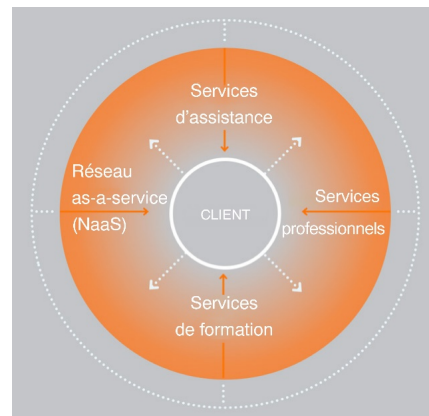 Services
d'assistance
Réseau
as-a-service
(NaaS)
CLIENT
Services
professionnels
Services
de formation